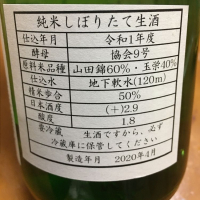 純米しぼりたて生酒
仕込年月 令和1年度
酵母 協会9号
原料米品種 山田錦60%・玉栄40%
仕込水 地下軟水(120m)
精米歩合 50%
日本酒度 (+)2.9
酸度 1.8
要冷蔵 生酒ですから、必ず
冷蔵庫に保管してください。
製造年月 2020年4月